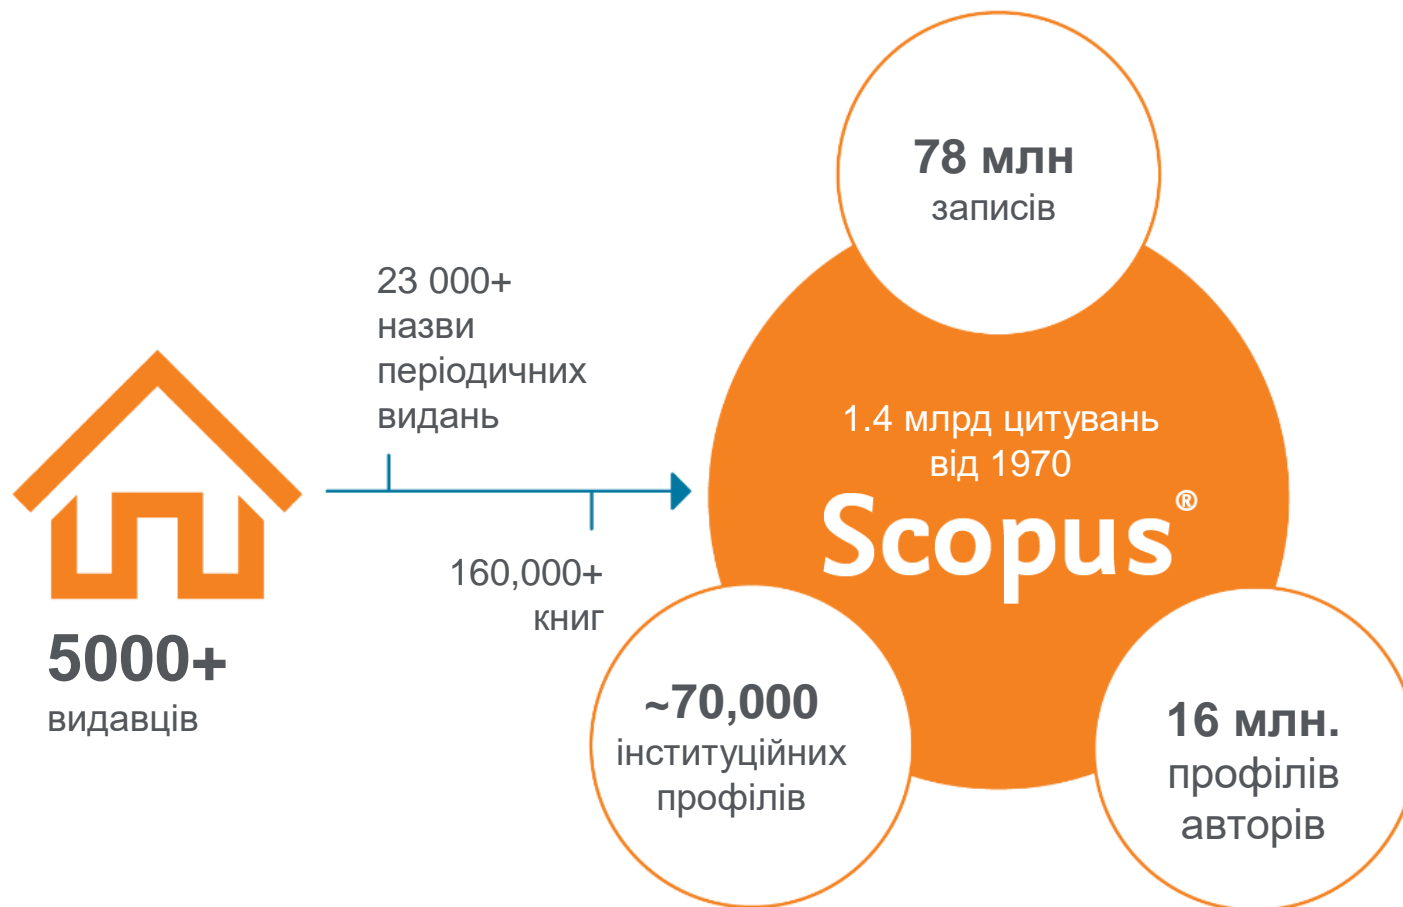 78 млн
записів
23 000+
назви
періодичних
видань
1.4 млрд цитувань
від 1970
Scopus®
160,000+
книг
5000+
видавців
~70,000
інституційних
профілів
16 млн.
профілів
авторів